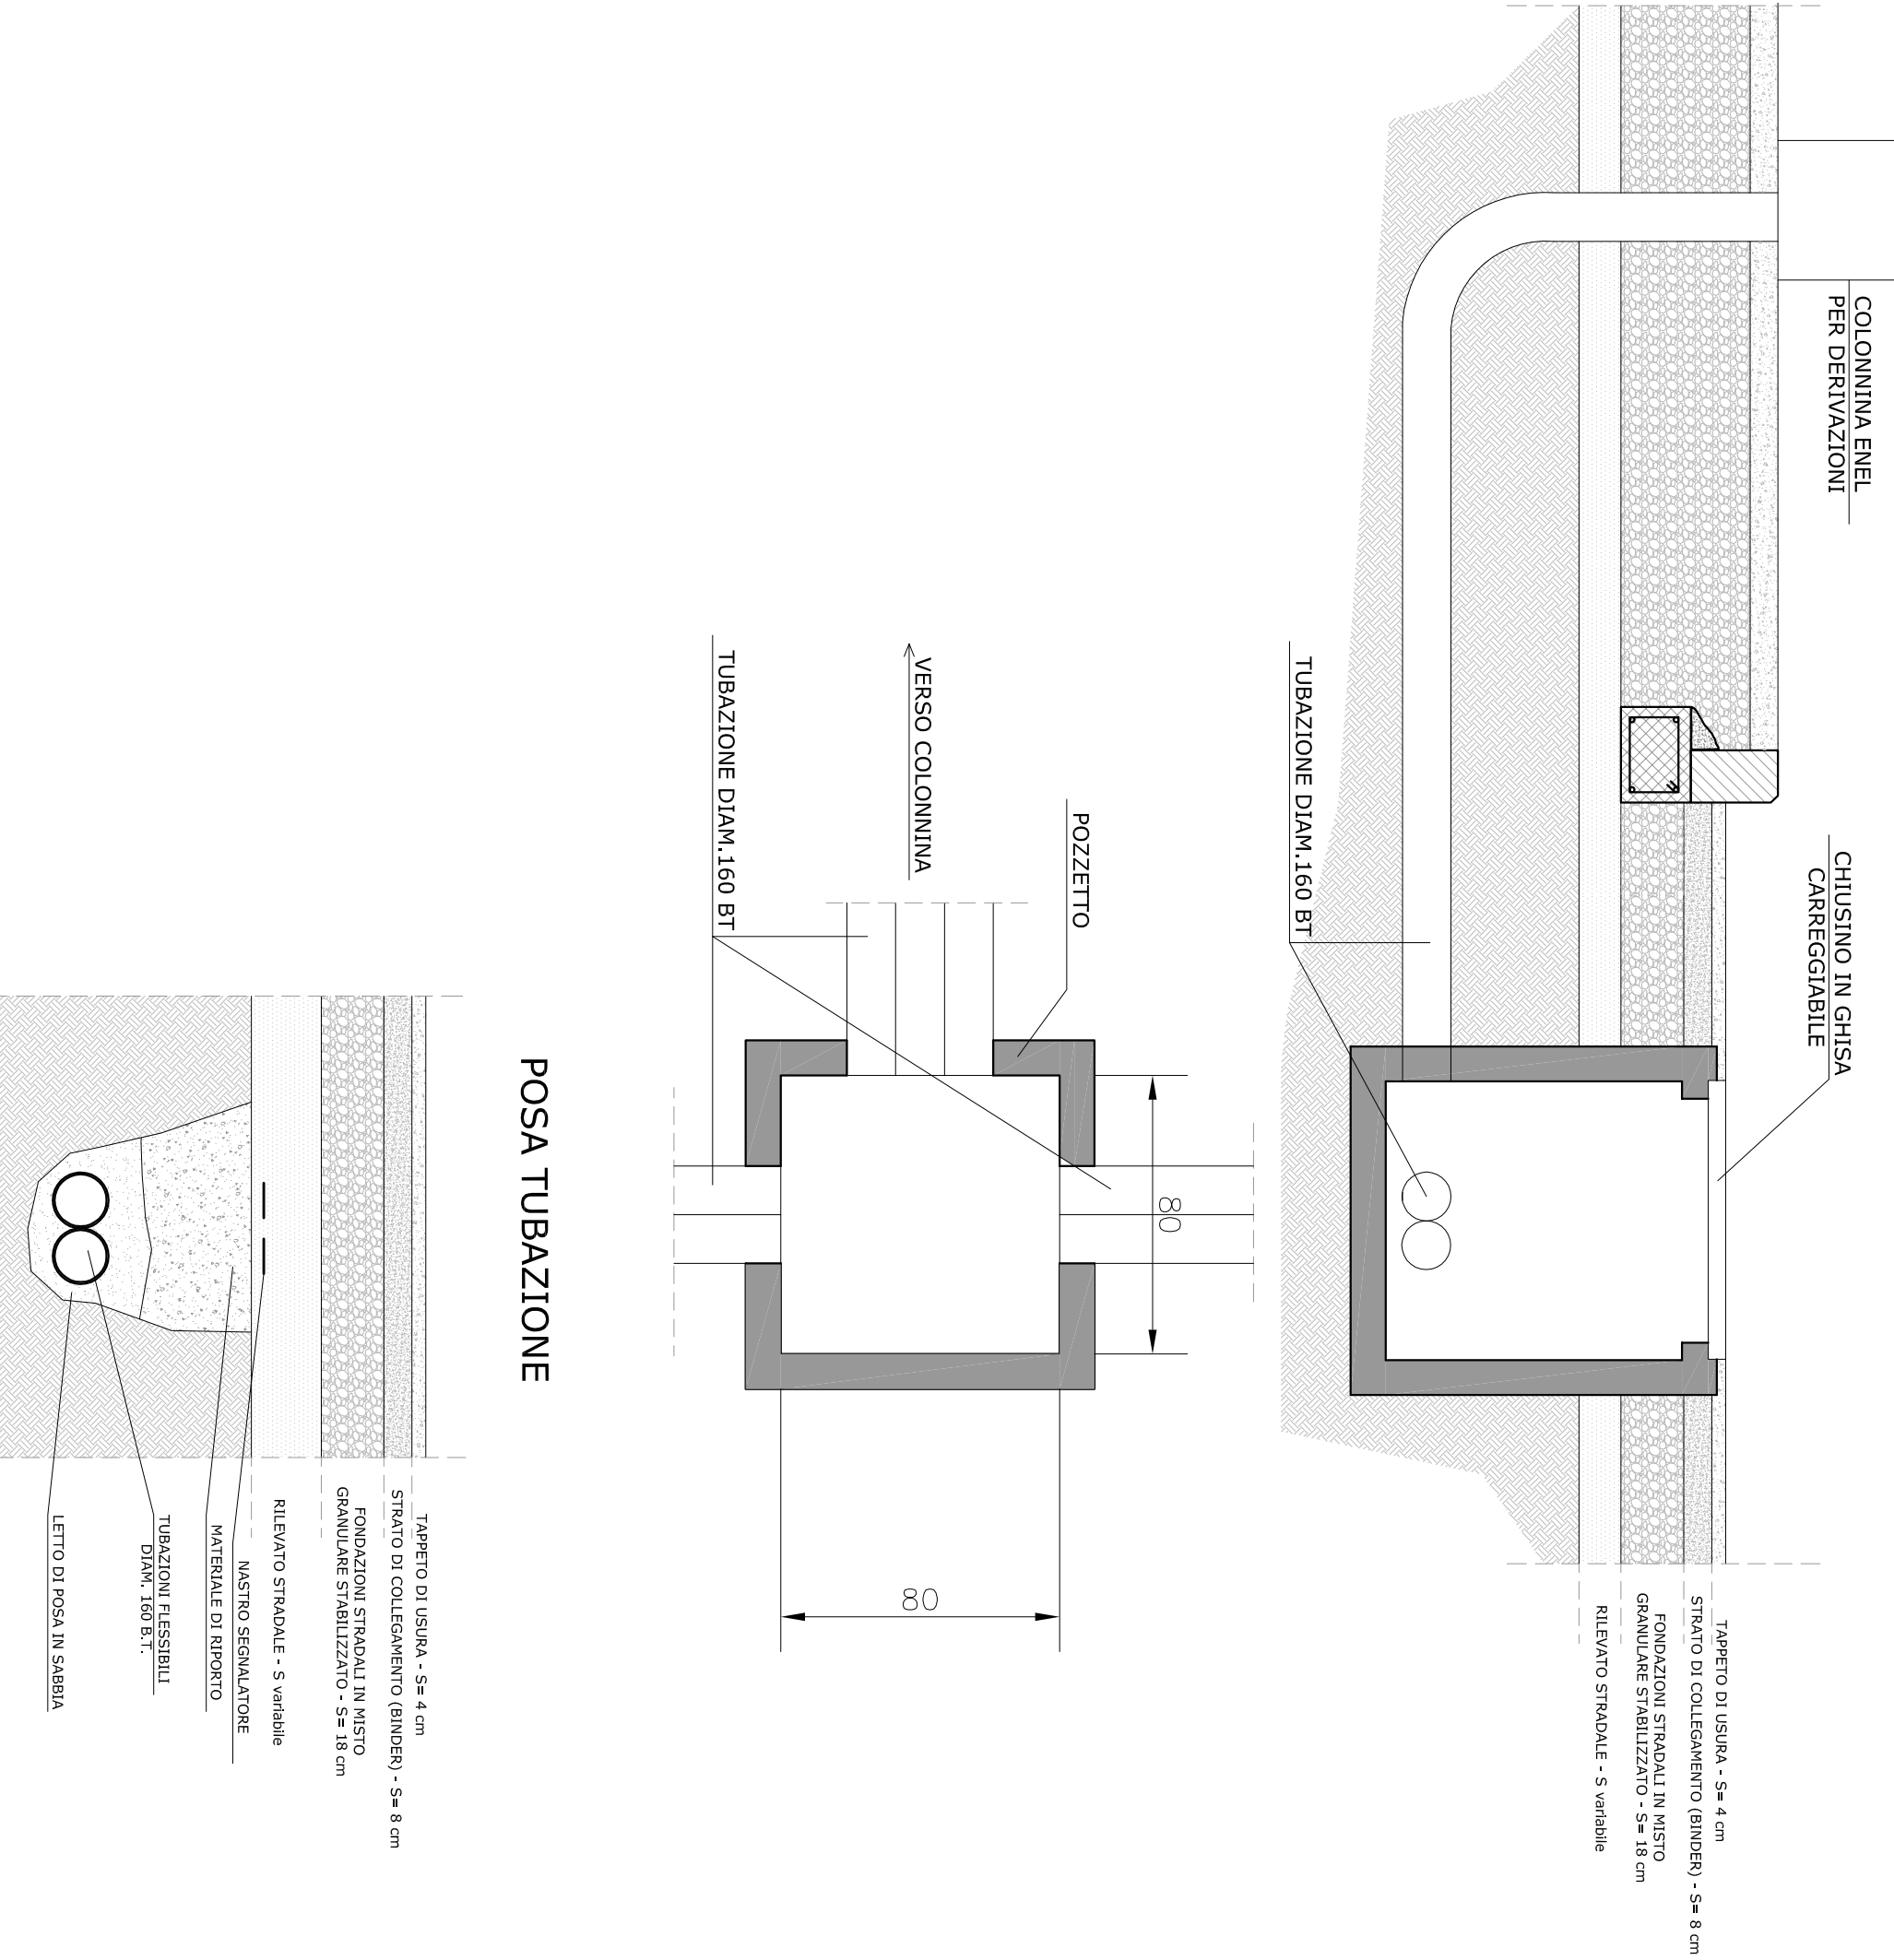 COLONNINA ENEL
PER DERIVAZIONI
CHIUSINO IN GHISA
CARREGGIABILE
TUBAZIONE DIAM.160 BT
TAPPETO DI USURA - S= 4 cm
STRATO DI COLLEGAMENTO (BINDER) - S= 8 cm
FONDAZIONI STRADALI IN MISTO
GRANULARE STABILIZZATO - S= 18 cm
RILEVATO STRADALE - S variabile
POZZETTO
VERSO COLONNINA
TUBAZIONE DIAM.160 BT
80
80
POSA TUBAZIONE
TAPPETO DI USURA - S= 4 cm
STRATO DI COLLEGAMENTO (BINDER) - S= 8 cm
FONDAZIONI STRADALI IN MISTO
GRANULARE STABILIZZATO - S= 18 cm
RILEVATO STRADALE - S variabile
NASTRO SEGNALATORE
MATERIALE DI RIPORTO
TUBAZIONI FLESSIBILI
DIAM. 160 B.T.
LETTO DI POSA IN SABBIA